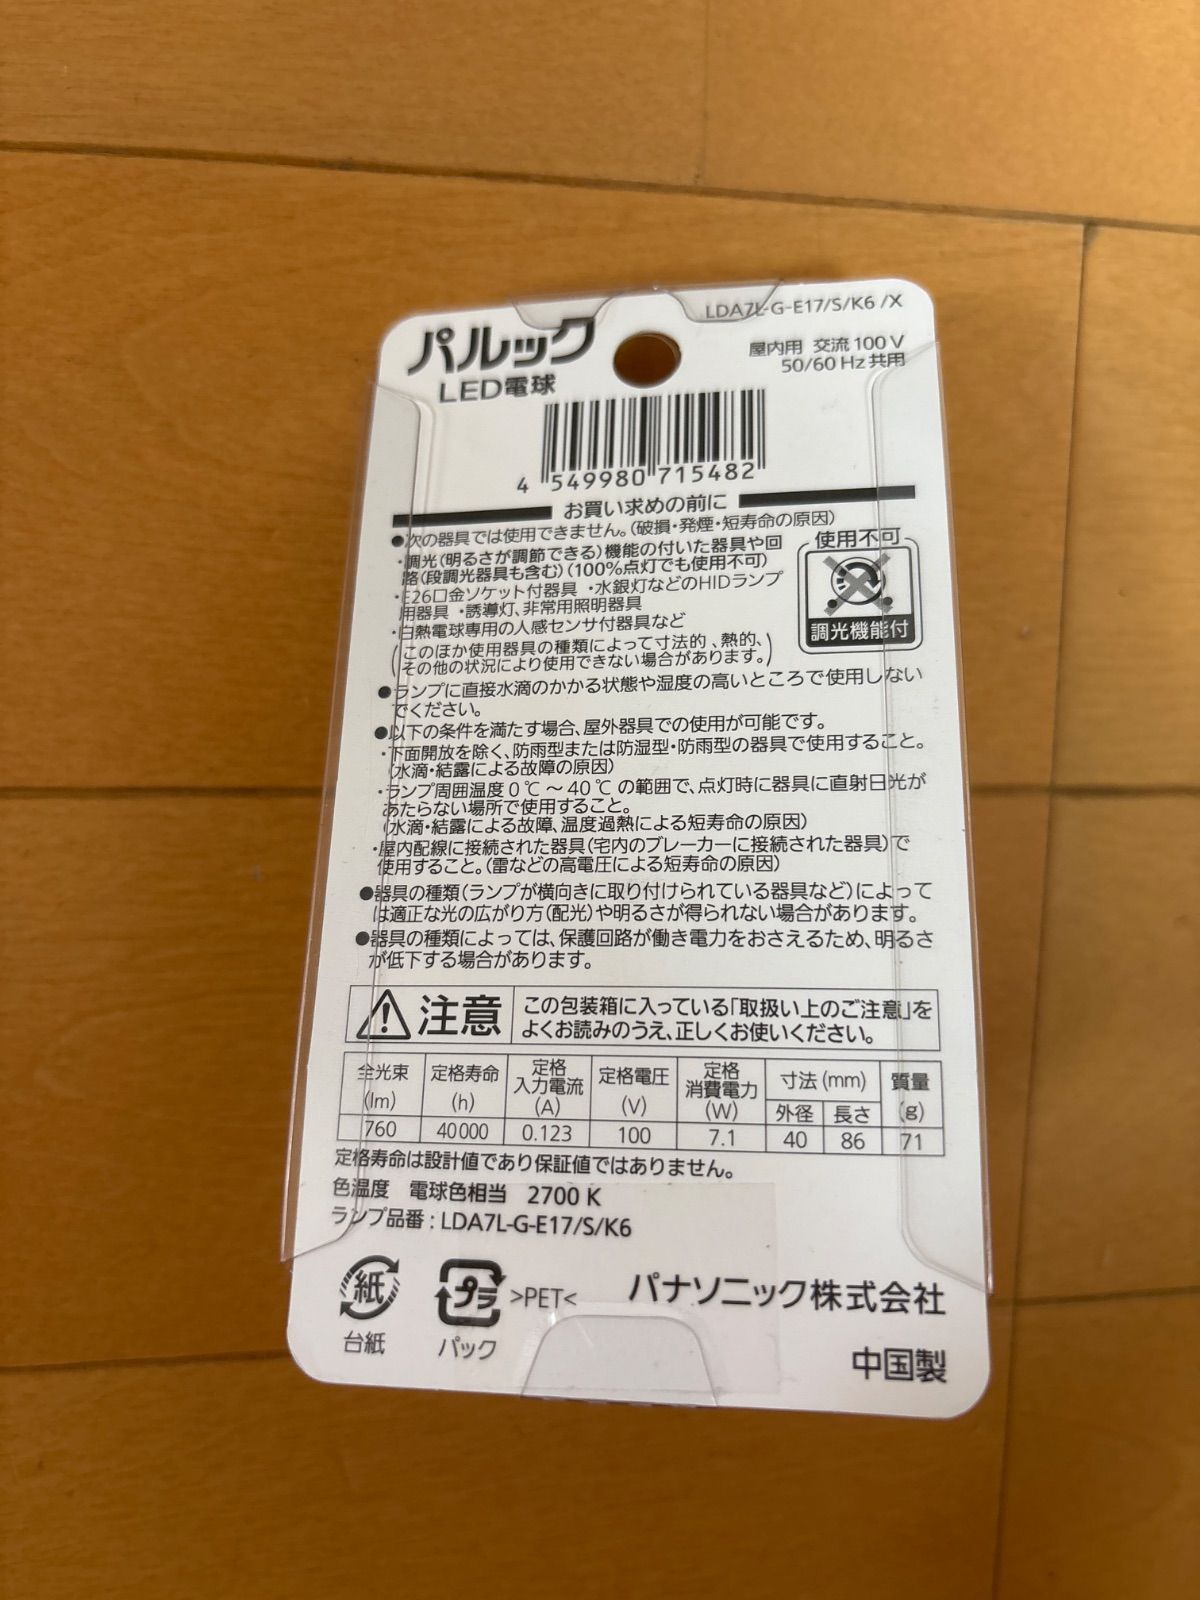 LDA7L-G-E17/S/K6 /X
パルック
LED電球
屋内用 交流100V
50/60Hz共用
4 549980 715482
お買い求めの前に
●次の器具では使用できません。(破損・発煙・短寿命の原因)
・調光(明るさが調節できる)機能の付いた器具や回
路(段調光器具も含む)(100%点灯でも使用不可)
・E26口金ソケット付器具 ・水銀灯などのHIDランプ
用器具 ・誘導灯、非常用照明器具
・白熱電球専用の人感センサ付器具など
(このほか使用器具の種類によって寸法的、熱的、
その他の状況により使用できない場合があります。)
使用不可
調光機能付
●ランプに直接水滴のかかる状態や湿度の高いところで使用しない
でください。
●以下の条件を満たす場合、屋外器具での使用が可能です。
・下面開放を除く、防雨型または防湿型・防雨型の器具で使用すること。
(水滴・結露による故障の原因)
・ランプ周囲温度0℃～40℃の範囲で、点灯時に器具に直射日光が
あたらない場所で使用すること。
(水滴・結露による故障、温度過熱による短寿命の原因)
・屋内配線に接続された器具(宅内のブレーカーに接続された器具)で
使用すること。(雷などの高電圧による短寿命の原因)
●器具の種類(ランプが横向きに取り付けられている器具など)によって
は適正な光の広がり方(配光)や明るさが得られない場合があります。
●器具の種類によっては、保護回路が働き電力をおさえるため、明るさ
が低下する場合があります。
注意
この包装箱に入っている「取扱い上のご注意」を
よくお読みのうえ、正しくお使いください。
全光束 (lm) 定格寿命 (h) 定格入力電流 (A) 定格電圧 (V) 定格消費電力 (W) 寸法(mm) 外径 長さ 質量 (g)
760 40000 0.123 100 7.1 40 86 71
定格寿命は設計値であり保証値ではありません。
色温度 電球色相当 2700 K
ランプ品番：LDA7L-G-E17/S/K6
紙
台紙
プラ
パック
>PET<
パナソニック株式会社
中国製